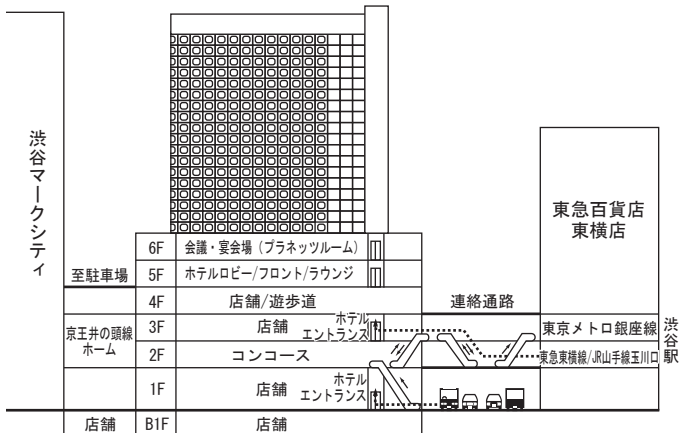 渋谷マークシティ
東急百貨店
東横店
6F 会議・宴会場（プラネッツルーム）
至駐車場 5F ホテルロビー/フロント/ラウンジ
4F 店舗/遊歩道 連絡通路
京王井の頭線
ホーム
3F 店舗 ホテル
エントランス
東京メトロ銀座線
2F コンコース
東急東横線/JR山手線玉川口
渋谷駅
1F 店舗 ホテル
エントランス
店舗 B1F 店舗